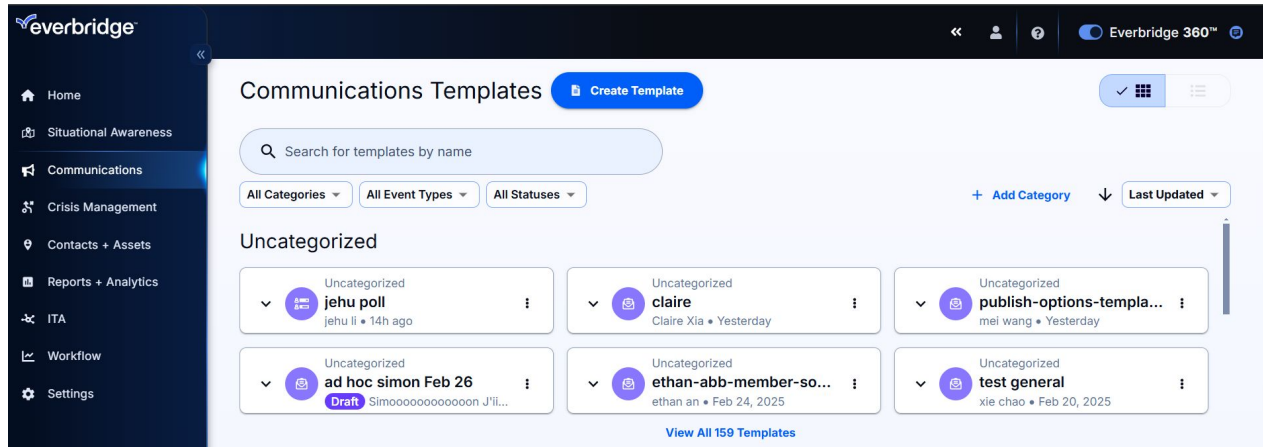 everbridge
Everbridge 360™
Home
Situational Awareness
Communications
Crisis Management
Contacts + Assets
Reports + Analytics
ITA
Workflow
Settings
Communications Templates
Create Template
Search for templates by name
All Categories
All Event Types
All Statuses
+ Add Category
Last Updated
Uncategorized
Uncategorized
jehu poll
jehu li • 14h ago
Uncategorized
claire
Claire Xia • Yesterday
Uncategorized
publish-options-templa...
mei wang • Yesterday
Uncategorized
ad hoc simon Feb 26
Draft Simoooooooooooon J'ii...
Uncategorized
ethan-abb-member-so...
ethan an • Feb 24, 2025
Uncategorized
test general
xie chao • Feb 20, 2025
View All 159 Templates